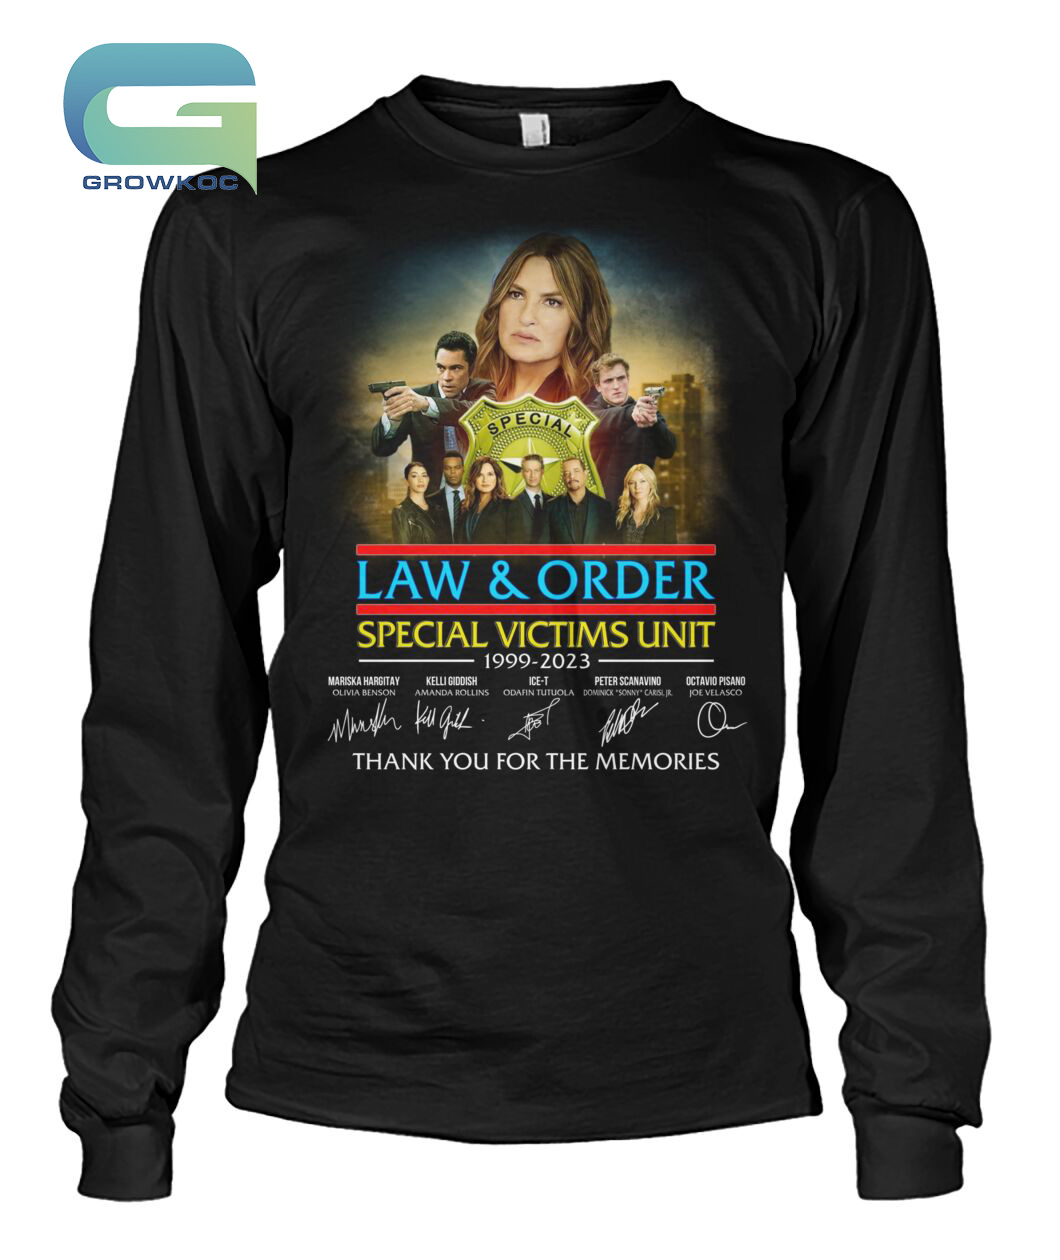 GROWKOC
SPECIAL
LAW & ORDER
SPECIAL VICTIMS UNIT
1999-2023
MARISKA HARGITAY KELLI GIDDISH ICE-T PETER SCANAVINO OCTAVIO PISANO
OLIVIA BENSON AMANDA ROLLINS ODAFIN TUTUOLA DOMINICK "SONNY" CARISI, JR. JOE VELASCO
THANK YOU FOR THE MEMORIES